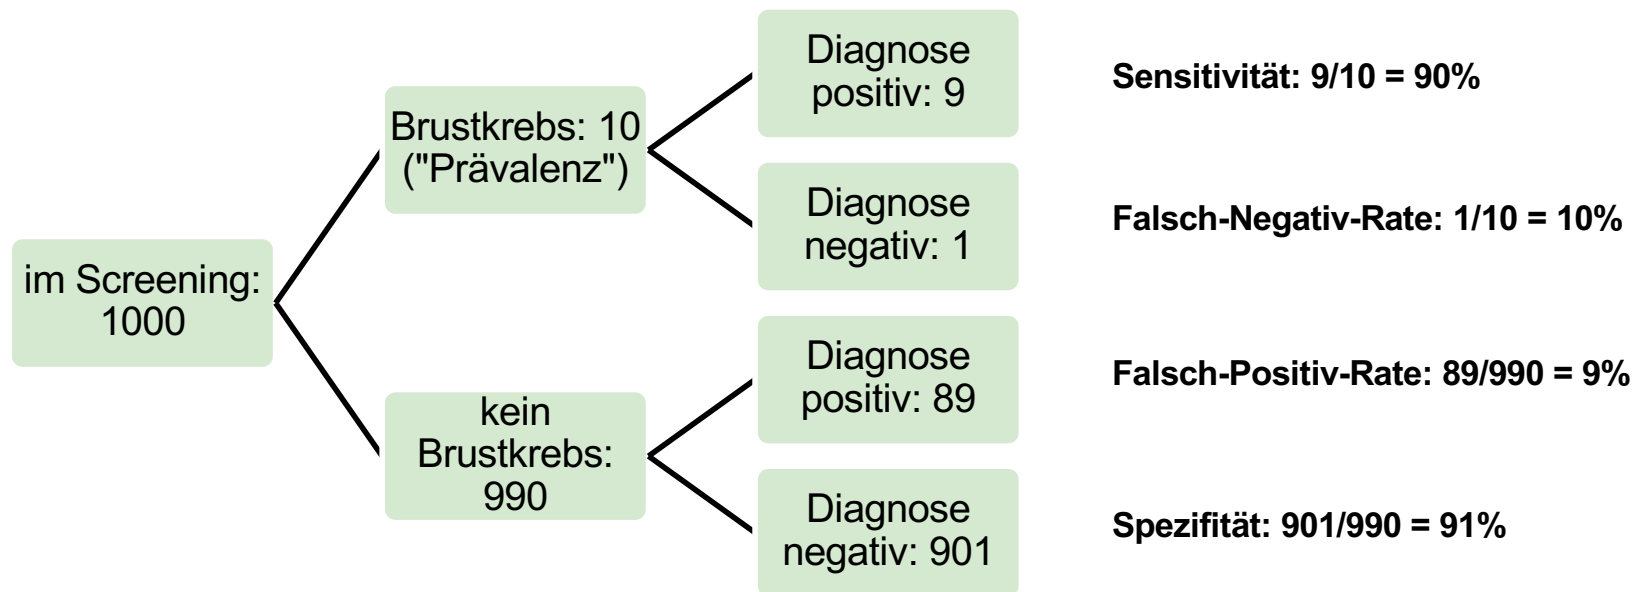 im Screening:
1000
Brustkrebs: 10
("Prävalenz")
kein
Brustkrebs:
990
Diagnose
positiv: 9
Diagnose
negativ: 1
Diagnose
positiv: 89
Diagnose
negativ: 901
Sensitivität: 9/10 = 90%
Falsch-Negativ-Rate: 1/10 = 10%
Falsch-Positiv-Rate: 89/990 = 9%
Spezifität: 901/990 = 91%